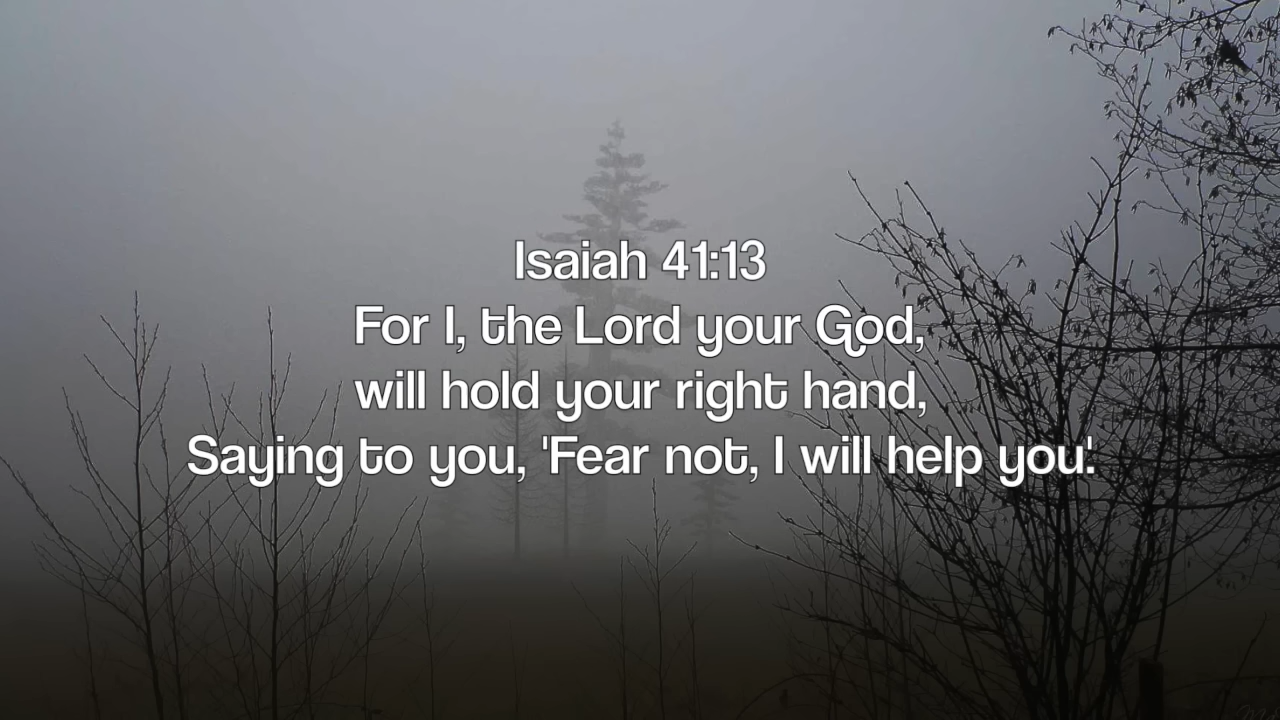 Isaiah 41:13
For I, the Lord your God,
will hold your right hand,
Saying to you, 'Fear not, I will help you.'